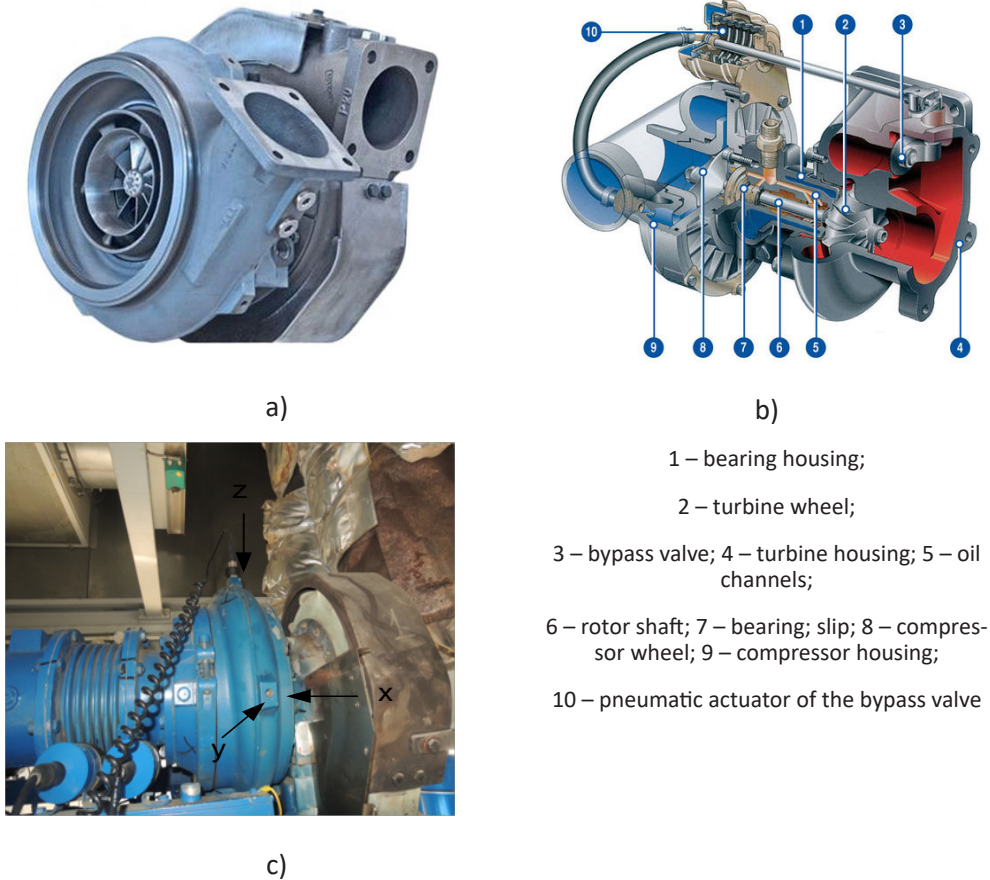 10
1
2
3
9
8
7
6
5
4
a)
b)
z
x
y
c)
1 – bearing housing;
2 – turbine wheel;
3 – bypass valve; 4 – turbine housing; 5 – oil
channels;
6 – rotor shaft; 7 – bearing; slip; 8 – compres-
sor wheel; 9 – compressor housing;
10 – pneumatic actuator of the bypass valve